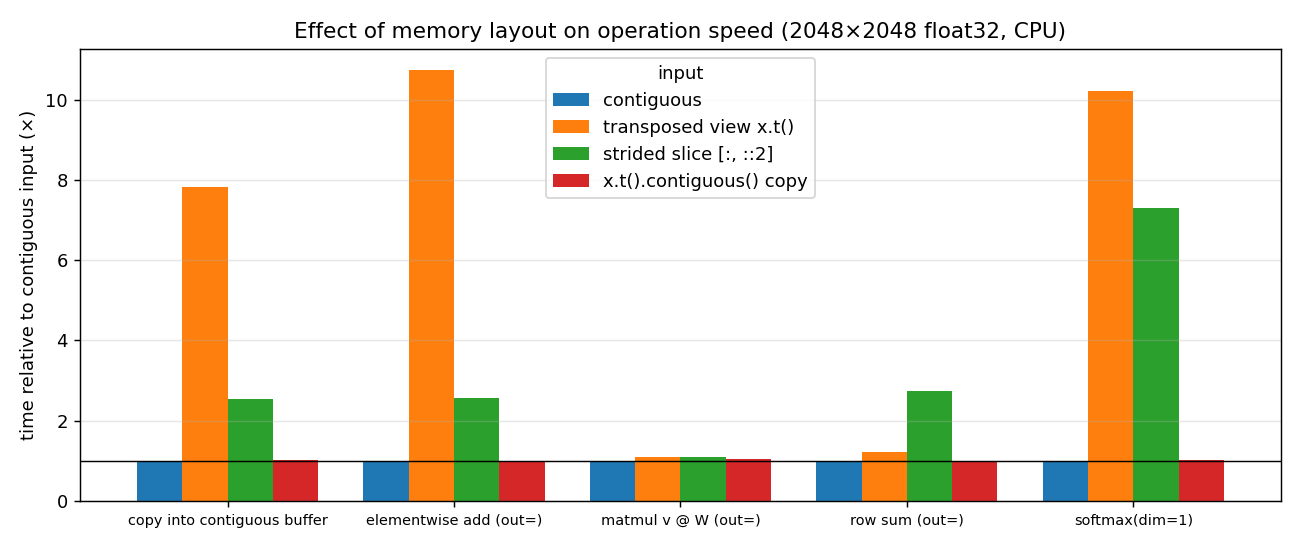 Effect of memory layout on operation speed (2048×2048 float32, CPU)
time relative to contiguous input (×)
10
8
6
4
2
0
input
contiguous
transposed view x.t()
strided slice [:, ::2]
x.t().contiguous() copy
copy into contiguous buffer
elementwise add (out=)
matmul v @ W (out=)
row sum (out=)
softmax(dim=1)